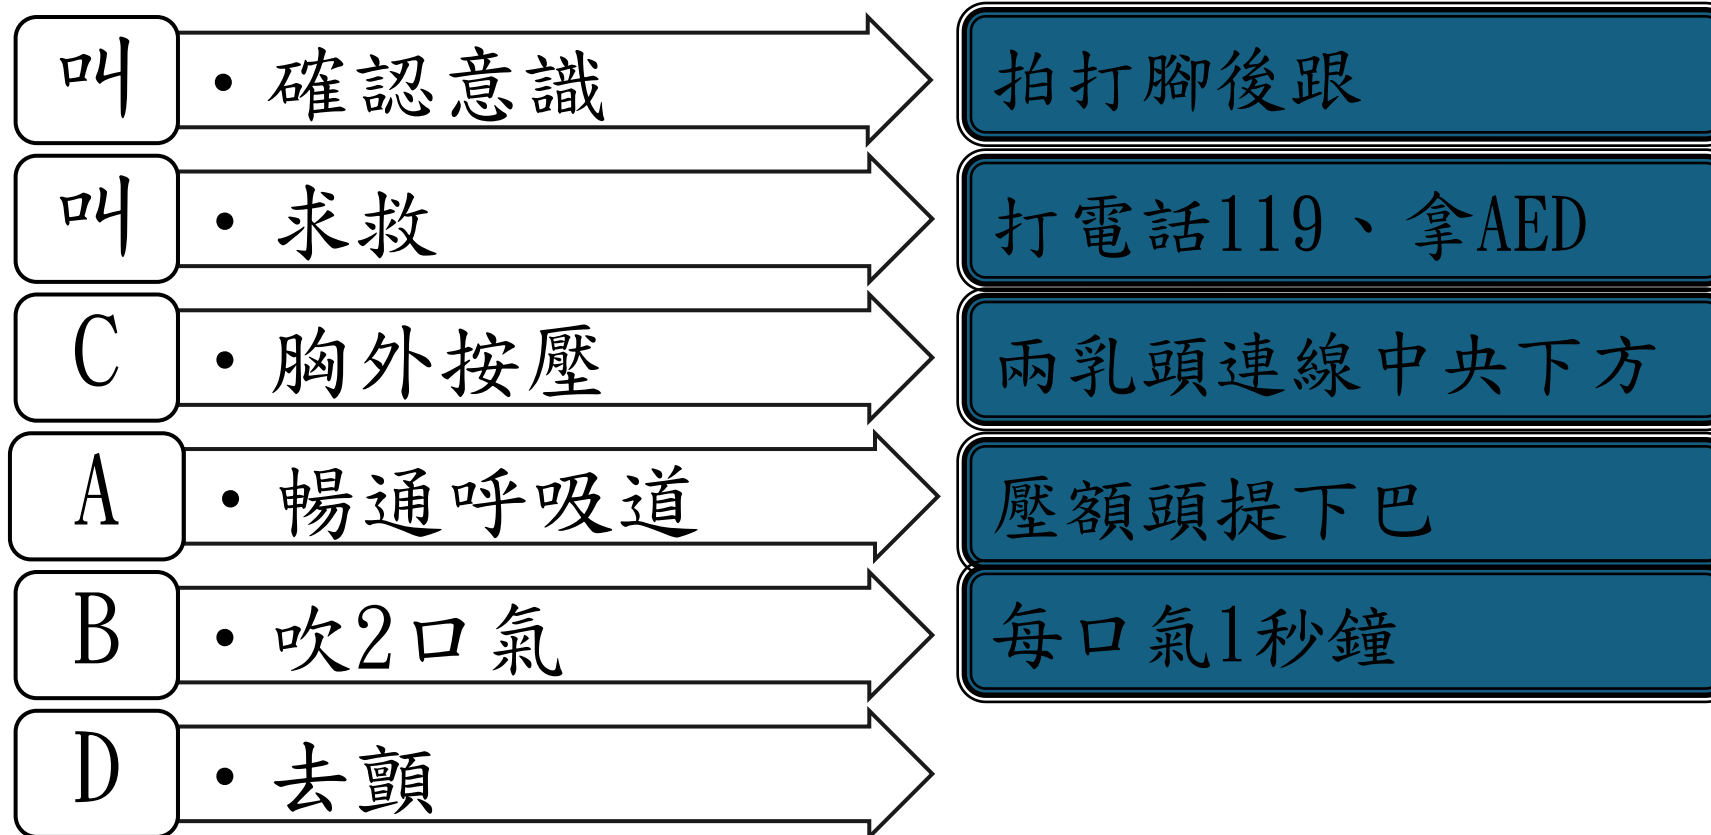 叫
・確認意識
拍打腳後跟
叫
・求救
打電話119、拿AED
C
・胸外按壓
兩乳頭連線中央下方
A
・暢通呼吸道
壓額頭提下巴
B
・吹2口氣
每口氣1秒鐘
D
・去顫